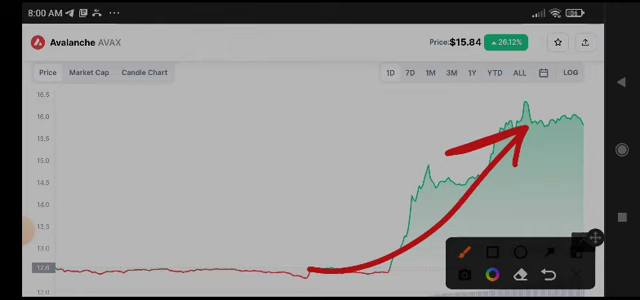 8:00 AM
Avalanche AVAX
Price: $15.84 26.12%
Price Market Cap Candle Chart
1D 7D 1M 3M 1Y YTD ALL LOG
16.5
16.0
15.5
15.0
14.5
14.0
13.5
13.0
12.6
12.0